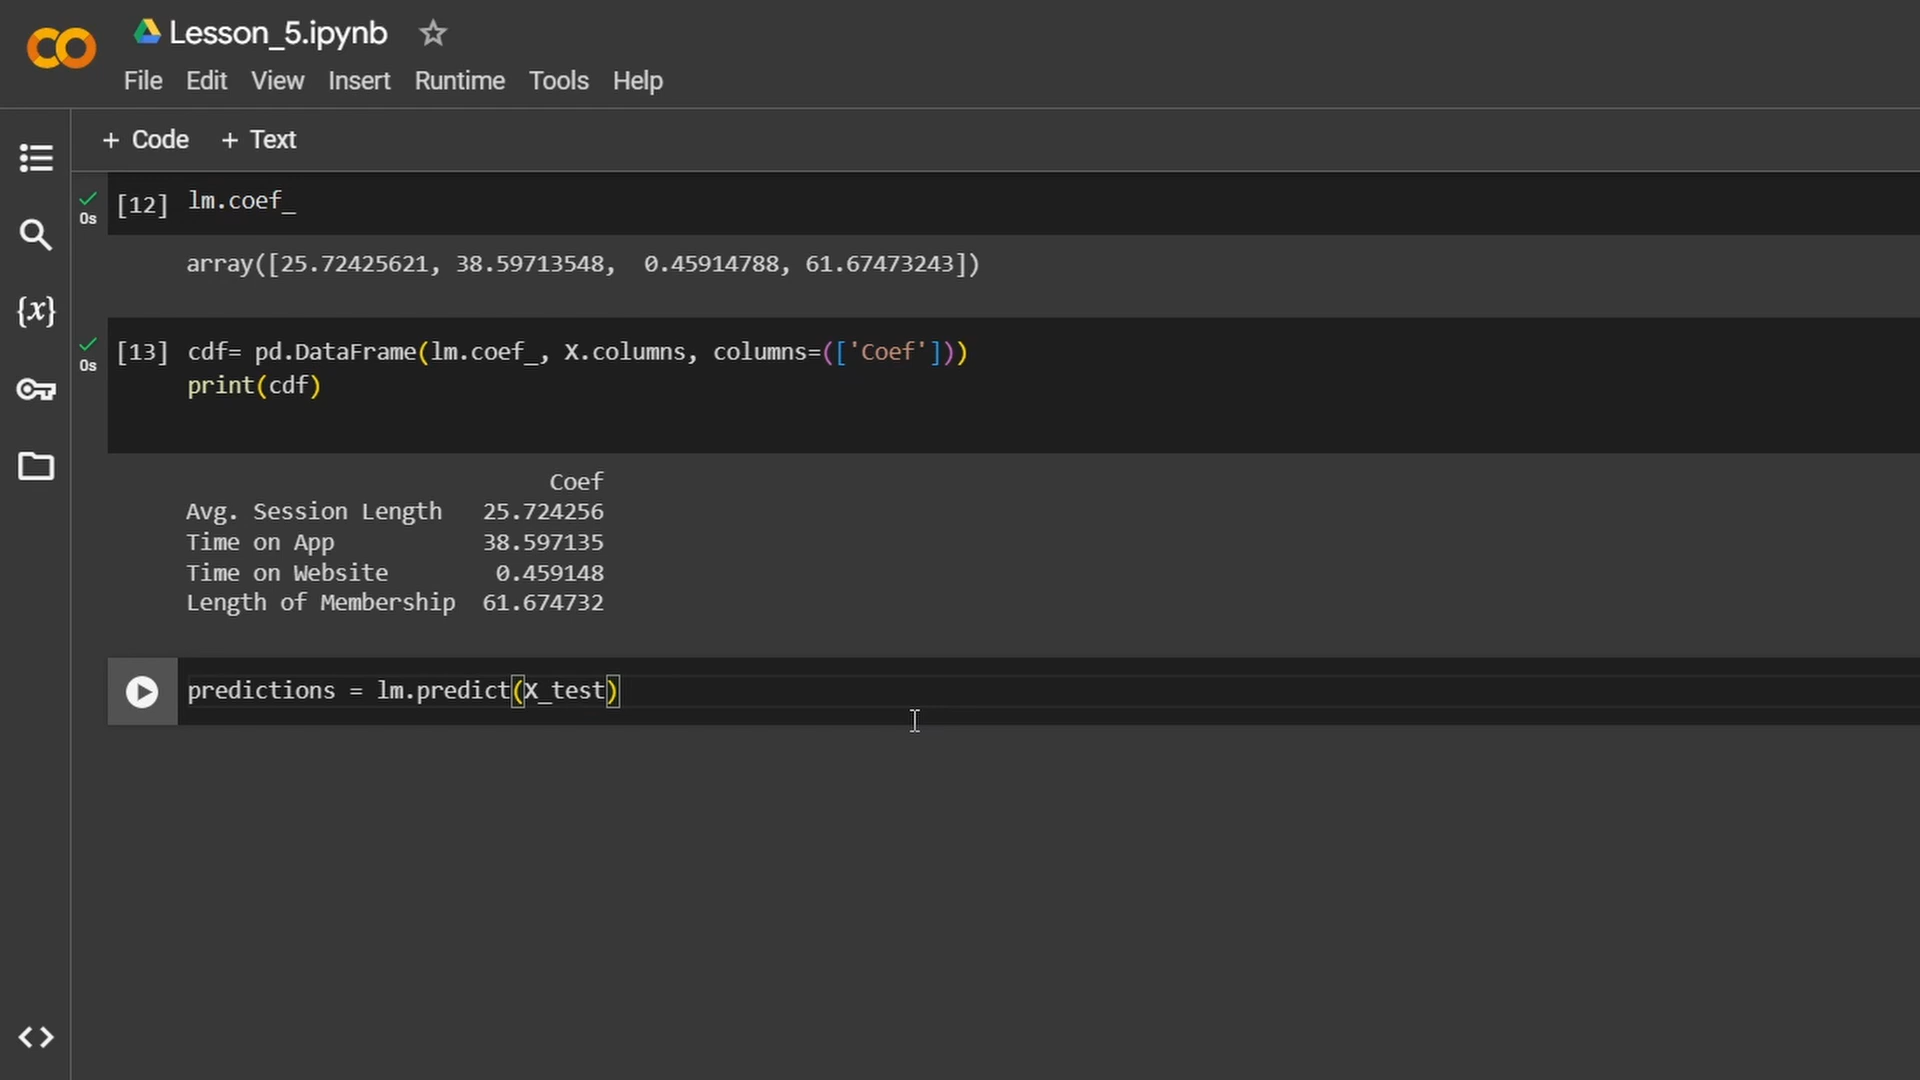 Lesson_5.ipynb
File Edit View Insert Runtime Tools Help
+ Code + Text
0s
[12] lm.coef_
array([25.72425621, 38.59713548,  0.45914788, 61.67473243])
{x}
0s
[13] cdf= pd.DataFrame(lm.coef_, X.columns, columns=(['Coef']))
print(cdf)
Coef
Avg. Session Length   25.724256
Time on App           38.597135
Time on Website        0.459148
Length of Membership  61.674732
predictions = lm.predict(X_test)